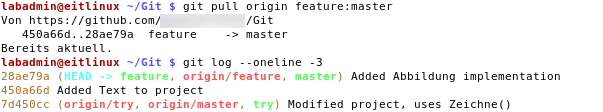 labadmin@eitlinux ~/Git $ git pull origin feature:master
Von https://github.com/ /Git
   450a66d..28ae79a  feature    -> master
Bereits aktuell.
labadmin@eitlinux ~/Git $ git log --oneline -3
28ae79a (HEAD -> feature, origin/feature, master) Added Abbildung implementation
450a66d Added Text to project
7d450cc (origin/try, origin/master, try) Modified project, uses Zeichne()